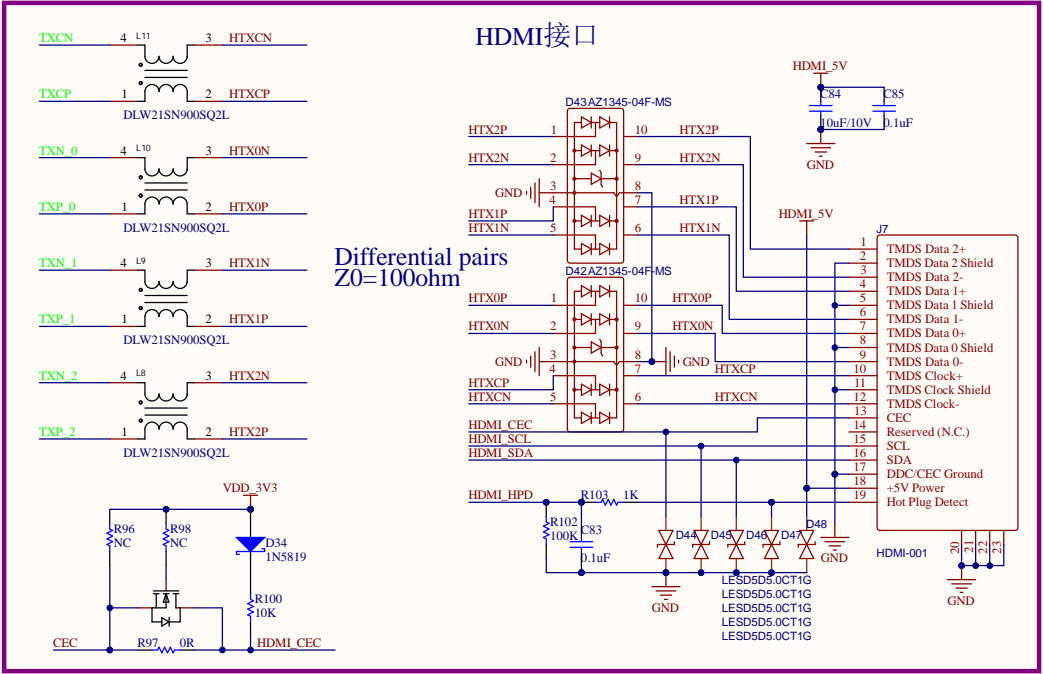 HDMI接口
TXCN 4 L11 3 HTXCN
TXCP 1 2 HTXCP
DLW21SN900SQ2L
TXN_0 4 L10 3 HTX0N
TXP_0 1 2 HTX0P
DLW21SN900SQ2L
TXN_1 4 L9 3 HTX1N
TXP_1 1 2 HTX1P
DLW21SN900SQ2L
TXN_2 4 L8 3 HTX2N
TXP_2 1 2 HTX2P
DLW21SN900SQ2L
Differential pairs
Z0=100ohm
VDD_3V3
R96
NC
R98
NC
D34
1N5819
R100
10K
CEC R97 0R HDMI_CEC
D43 AZ1345-04F-MS
HTX2P 1 10 HTX2P
HTX2N 2 9 HTX2N
GND 3 8
4 7 HTX1P
HTX1P
HTX1N 5 6 HTX1N
D42 AZ1345-04F-MS
HTX0P 1 10 HTX0P
HTX0N 2 9 HTX0N
GND 3 8 GND
4 7 HTXCP
HTXCP
HTXCN 5 6 HTXCN
HDMI_CEC
HDMI_SCL
HDMI_SDA
HDMI_HPD R103 1K
R102
100K
C83
0.1uF
D44 D45 D46 D47 D48
GND
LESD5D5.0CT1G
LESD5D5.0CT1G
LESD5D5.0CT1G
LESD5D5.0CT1G
LESD5D5.0CT1G
GND
HDMI_5V
C84 C85
10uF/10V 0.1uF
GND
HDMI_5V
J7
1 TMDS Data 2+
2 TMDS Data 2 Shield
3 TMDS Data 2-
4 TMDS Data 1+
5 TMDS Data 1 Shield
6 TMDS Data 1-
7 TMDS Data 0+
8 TMDS Data 0 Shield
9 TMDS Data 0-
10 TMDS Clock+
11 TMDS Clock Shield
12 TMDS Clock-
13 CEC
14 Reserved (N.C.)
15 SCL
16 SDA
17 DDC/CEC Ground
18 +5V Power
19 Hot Plug Detect
HDMI-001
20 21 22 23
GND